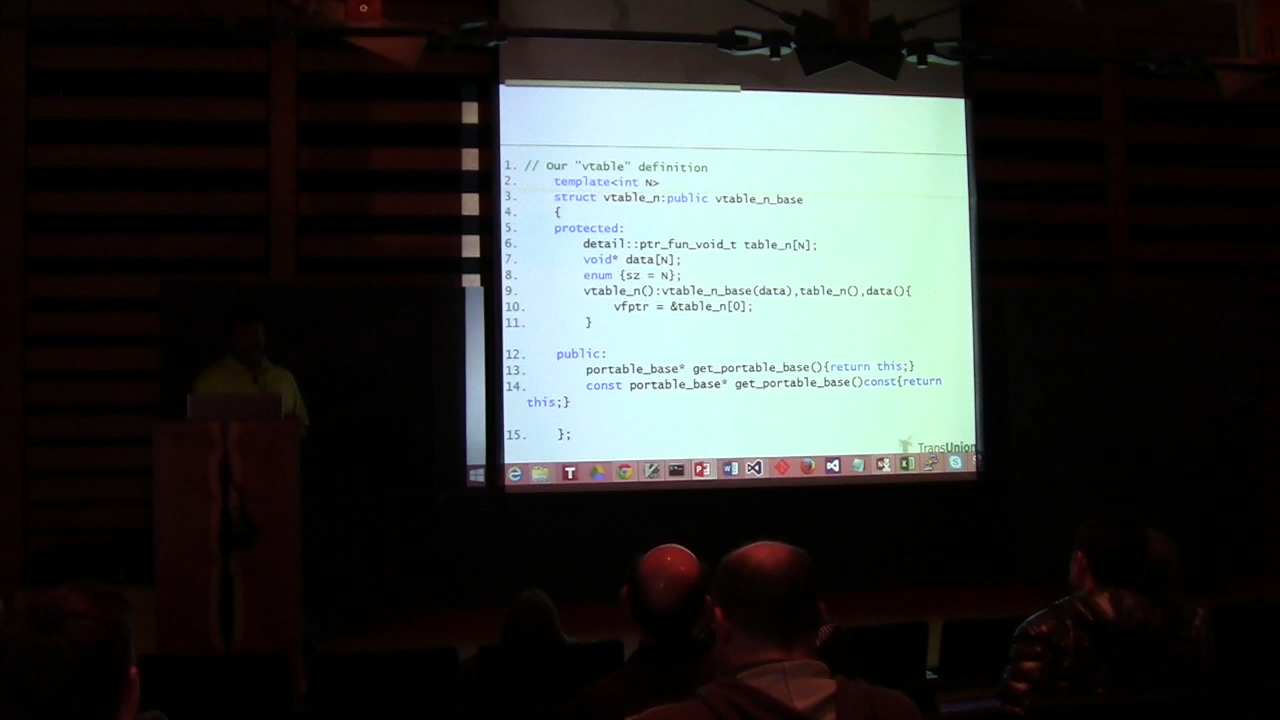 1. // Our "vtable" definition
2. template<int N>
3. struct vtable_n:public vtable_n_base
4. {
5. protected:
6. detail::ptr_fun_void_t table_n[N];
7. void* data[N];
8. enum {sz = N};
9. vtable_n():vtable_n_base(data),table_n(),data(){
10. vfptr = &table_n[0];
11. }
12. public:
13. portable_base* get_portable_base(){return this;}
14. const portable_base* get_portable_base()const{return
this;}
15. };
TransUnion